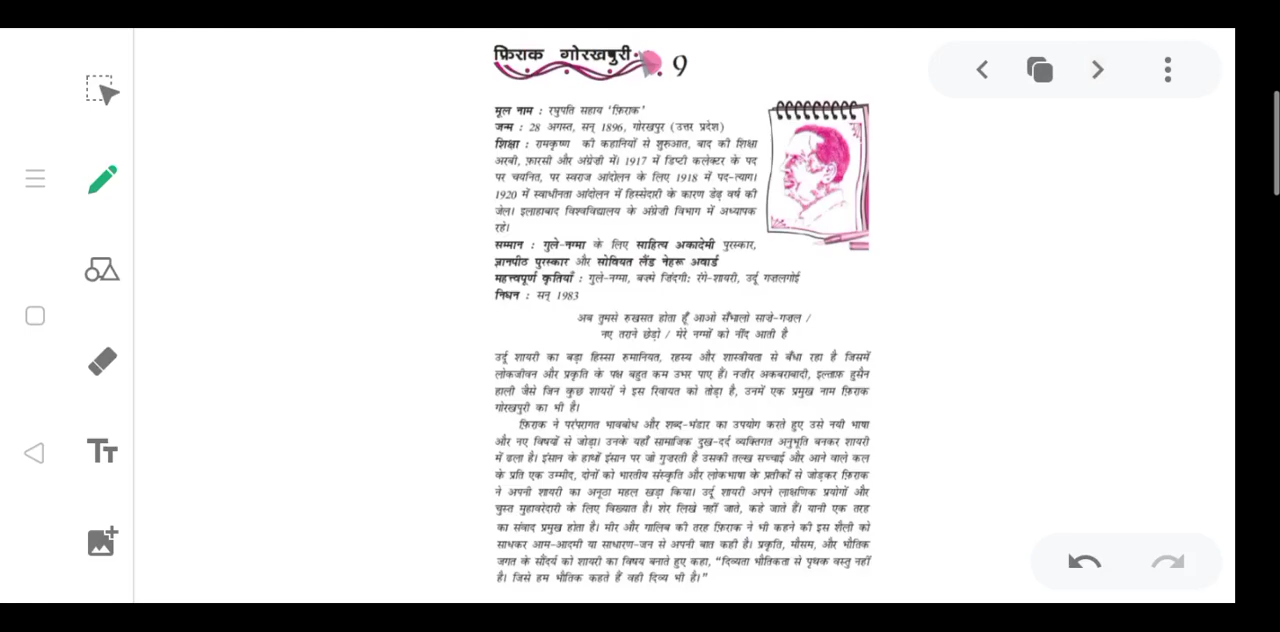 फ़िराक गोरखपुरी 9
मूल नाम : रघुपति सहाय ‘फ़िराक’
जन्म : 28 अगस्त, सन् 1896, गोरखपुर (उत्तर प्रदेश)
शिक्षा : रामकृष्ण की कहानियों से शुरुआत, बाद की शिक्षा
अरबी, फ़ारसी और अंग्रेज़ी में। 1917 में डिप्टी कलेक्टर के पद
पर चयनित, पर स्वराज आंदोलन के लिए 1918 में पद-त्याग।
1920 में स्वाधीनता आंदोलन में हिस्सेदारी के कारण डेढ़ वर्ष की
जेल। इलाहाबाद विश्वविद्यालय के अंग्रेज़ी विभाग में अध्यापक
रहे।
सम्मान : गुले-नग्मा के लिए साहित्य अकादेमी पुरस्कार,
ज्ञानपीठ पुरस्कार और सोवियत लैंड नेहरू अवार्ड
महत्त्वपूर्ण कृतियाँ : गुले-नग्मा, बज़्मे ज़िंदगी: रंगे-शायरी, उर्दू गज़लगोई
निधन : सन् 1983
अब तुमसे रुखसत होता हूँ आओ सँभालो साज़े-गज़ल /
नए तराने छेड़ो / मेरे नग्मों को नींद आती है
उर्दू शायरी का बड़ा हिस्सा रुमानियत, रहस्य और शास्त्रीयता से बँधा रहा है जिसमें
लोकजीवन और प्रकृति के पक्ष बहुत कम उभर पाए हैं। नज़ीर अकबराबादी, इल्ताफ़ हुसैन
हाली जैसे जिन कुछ शायरों ने इस रिवायत को तोड़ा है, उनमें एक प्रमुख नाम फ़िराक
गोरखपुरी का भी है।
फ़िराक ने परंपरागत भावबोध और शब्द-भंडार का उपयोग करते हुए उसे नयी भाषा
और नए विषयों से जोड़ा। उनके यहाँ सामाजिक दुख-दर्द व्यक्तिगत अनुभूति बनकर शायरी
में ढला है। इंसान के हाथों इंसान पर जो गुज़रती है उसकी तल्ख सच्चाई और आने वाले कल
के प्रति एक उम्मीद, दोनों को भारतीय संस्कृति और लोकभाषा के प्रतीकों से जोड़कर फ़िराक
ने अपनी शायरी का अनूठा महल खड़ा किया। उर्दू शायरी अपने लाक्षणिक प्रयोगों और
चुस्त मुहावरेदारी के लिए विख्यात है। शेर लिखे नहीं जाते, कहे जाते हैं। यानी एक तरह
का संवाद प्रमुख होता है। मीर और गालिब की तरह फ़िराक ने भी कहने की इस शैली को
साधकर आम-आदमी या साधारण-जन से अपनी बात कही है। प्रकृति, मौसम, और भौतिक
जगत के सौंदर्य को शायरी का विषय बनाते हुए कहा, “दिव्यता भौतिकता से पृथक वस्तु नहीं
है। जिसे हम भौतिक कहते हैं वही दिव्य भी है।”